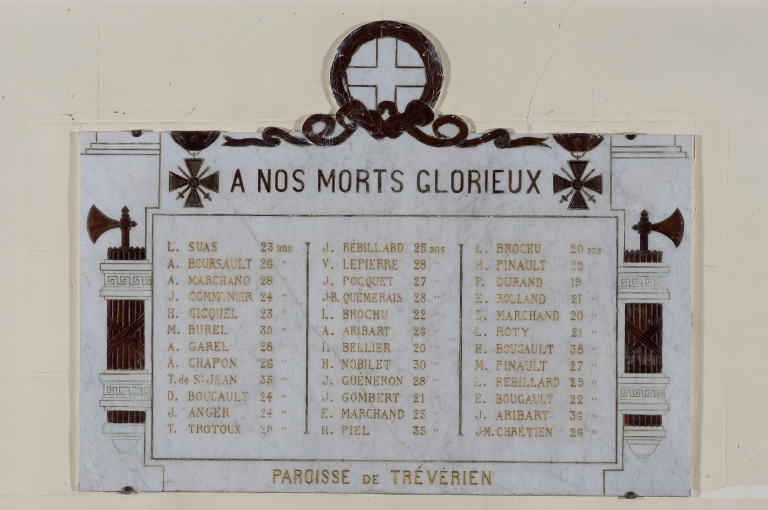 A NOS MORTS GLORIEUX
L. SUAS 23 ans
A. BOURSAULT 26 "
A. MARCHAND 28 "
J. COMMUNIER 24 "
H. GICQUEL 23 "
M. BUREL 39 "
A. GAREL 28 "
A. CHAPON 26 "
T. de St JEAN 35 "
D. BOUGAULT 24 "
J. ANGER 24 "
T. TROTOUX "
J. RÉBILLARD 25 ans
V. LEPIERRE 28 "
J. POCQUET 27 "
J-B. QUÉMERAIS 28 "
L. BROCHU 22 "
A. ARIBART 26 "
I. BELLIER 20 "
H. NOBILET 30 "
J. GUÉNERON 28 "
J. GOMBERT 21 "
E. MARCHAND 25 "
H. PIEL 35 "
L. BROCHU 20 ans
H. PINAULT "
DURAND 19 "
ROLLAND 21 "
MARCHAND 20 "
L. ROTY 21 "
H. BOUGAULT 38 "
M. PINAULT 27 "
L. RÉBILLARD "
E. BOUGAULT 22 "
J. ARIBART 36 "
J-M. CHRÉTIEN 26 "
PAROISSE DE TRÉVÉRIEN